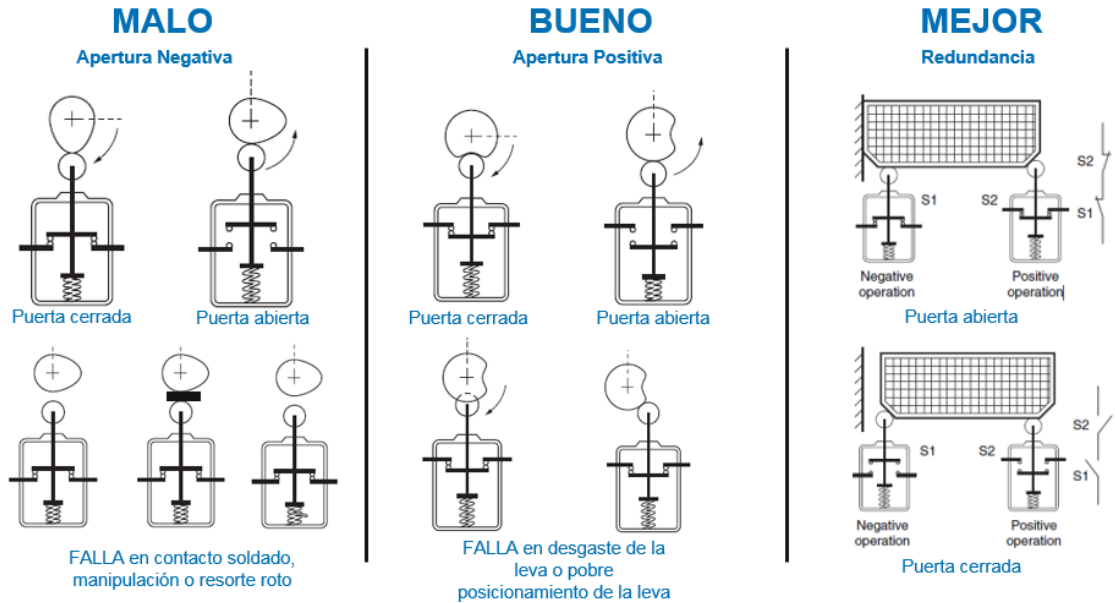 MALO
Apertura Negativa
Puerta cerrada
Puerta abierta
FALLA en contacto soldado,
manipulación o resorte roto
BUENO
Apertura Positiva
Puerta cerrada
Puerta abierta
FALLA en desgaste de la
leva o pobre
posicionamiento de la leva
MEJOR
Redundancia
S2
S1
S1
S2
Negative
operation
Positive
operation
Puerta abierta
S2
S1
S1
S2
Negative
operation
Positive
operation
Puerta cerrada